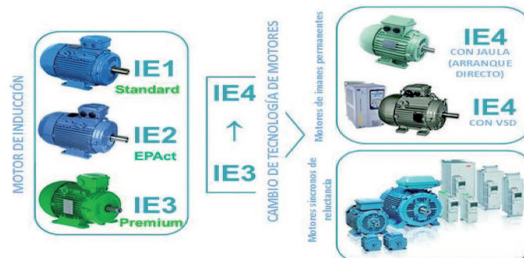 MOTOR DE INDUCCIÓN
IE1
Standard
IE2
EPAct
IE3
Premium
IE4
↑
IE3
CAMBIO DE TECNOLOGÍA DE MOTORES
Motores de imanes permanentes
IE4
CON JAULA
(ARRANQUE
DIRECTO)
IE4
CON VSD
Motores síncronos de
reluctancia